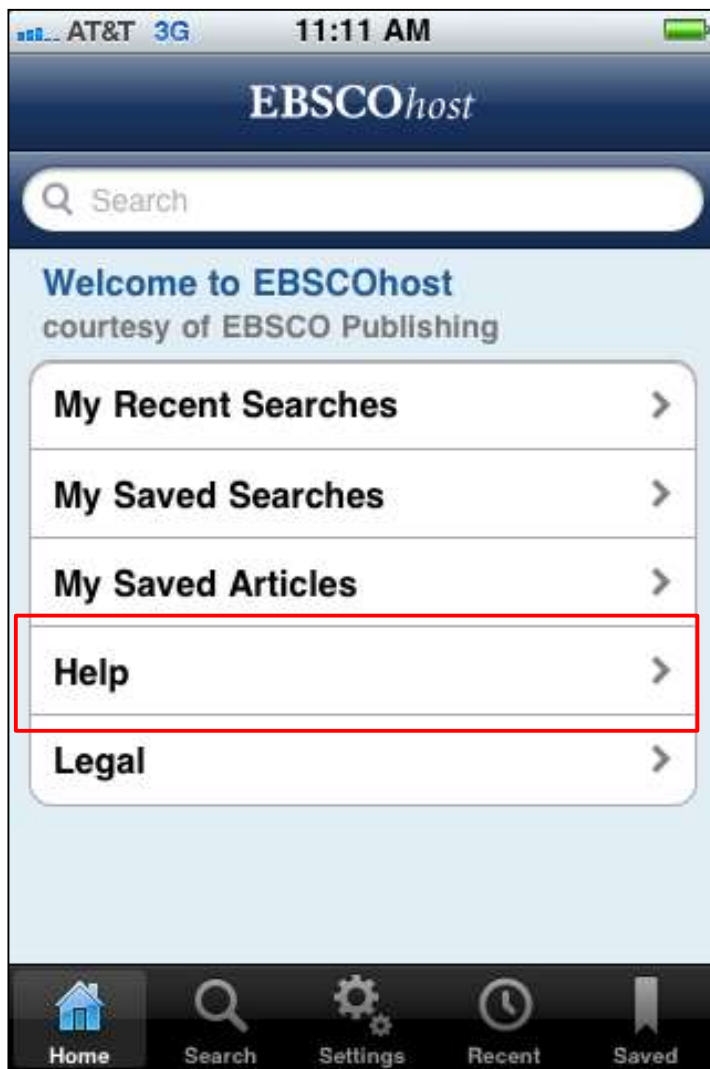 AT&T 3G 11:11 AM
EBSCOhost
Search
Welcome to EBSCOhost
courtesy of EBSCO Publishing
My Recent Searches
My Saved Searches
My Saved Articles
Help
Legal
Home Search Settings Recent Saved